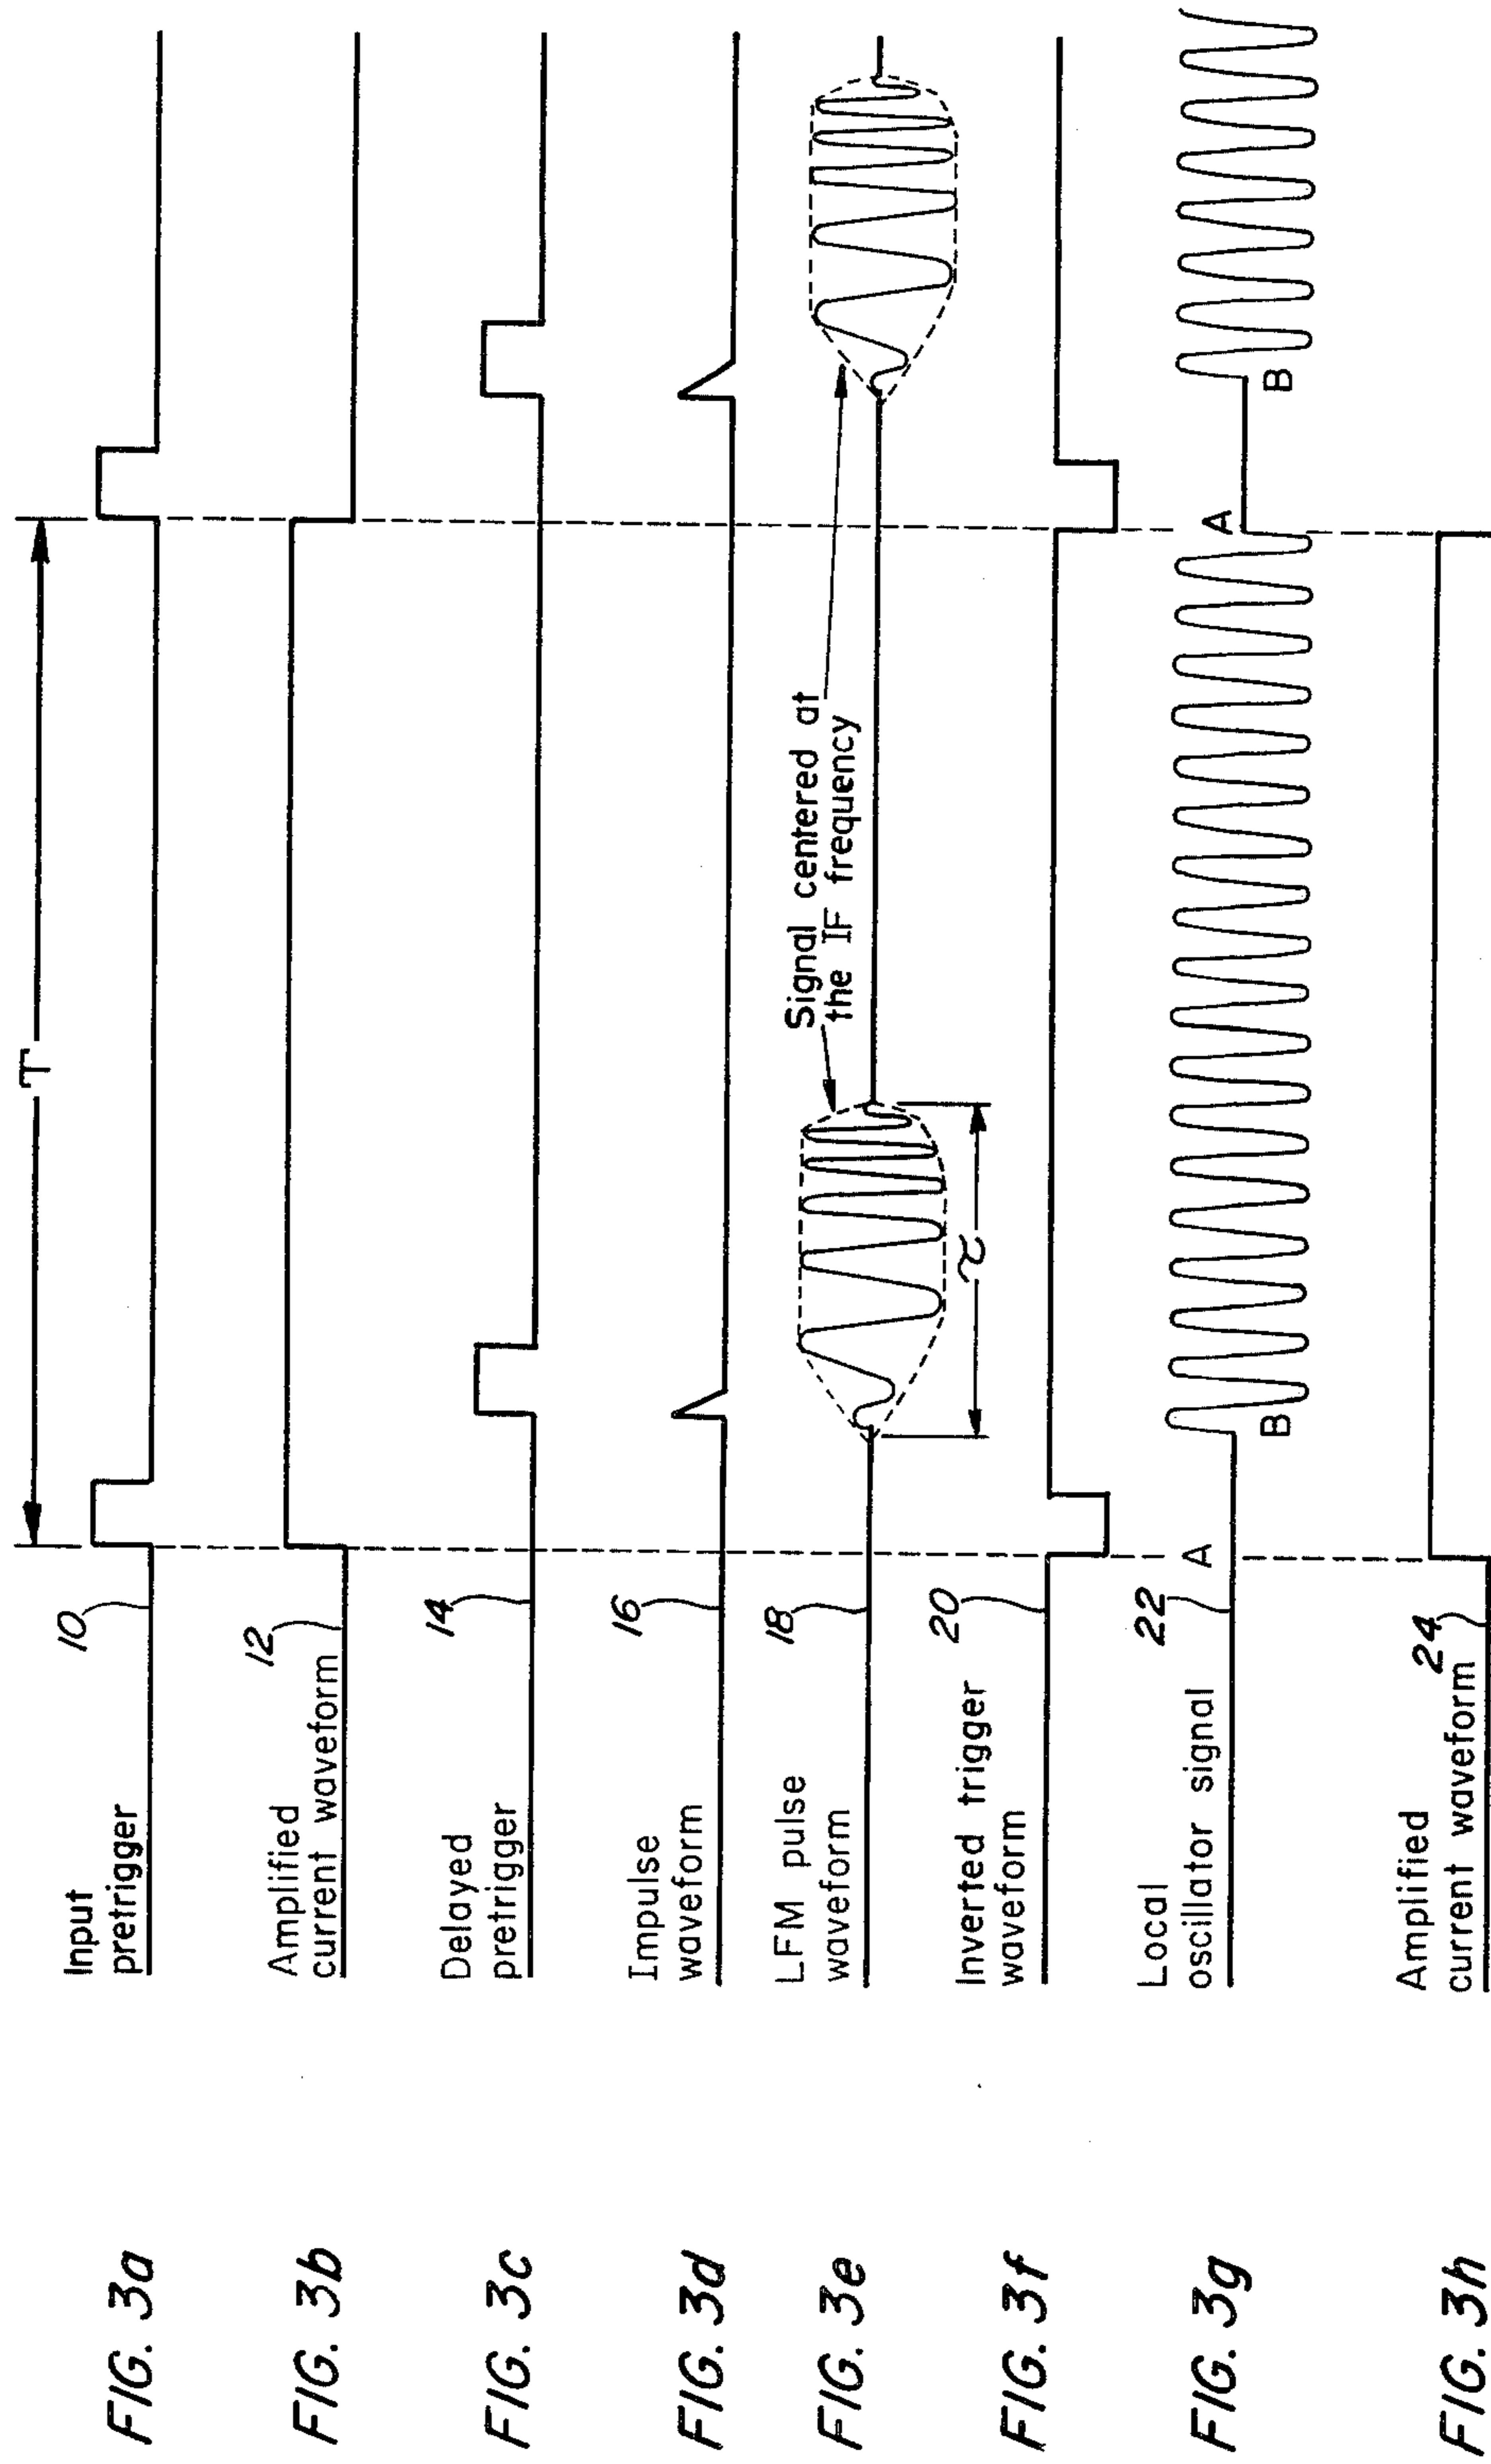 T
FIG. 3a
Input
pretrigger
10
FIG. 3b
Amplified
current waveform
12
FIG. 3c
Delayed
pretrigger
14
FIG. 3d
Impulse
waveform
16
FIG. 3e
LFM pulse
waveform
18
Signal centered at
the IF frequency
τ
FIG. 3f
Inverted trigger
waveform
20
FIG. 3g
Local
oscillator signal
22
A
B
A
B
FIG. 3h
Amplified
current waveform
24